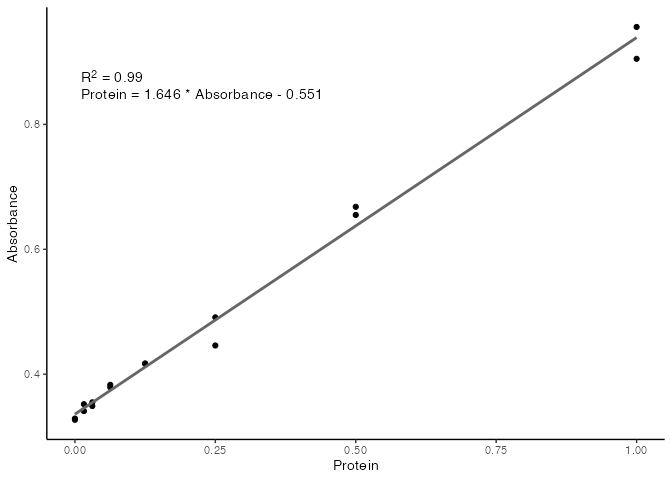 R2 = 0.99
Protein = 1.646 * Absorbance - 0.551
Absorbance
0.8
0.6
0.4
0.00 0.25 0.50 0.75 1.00
Protein